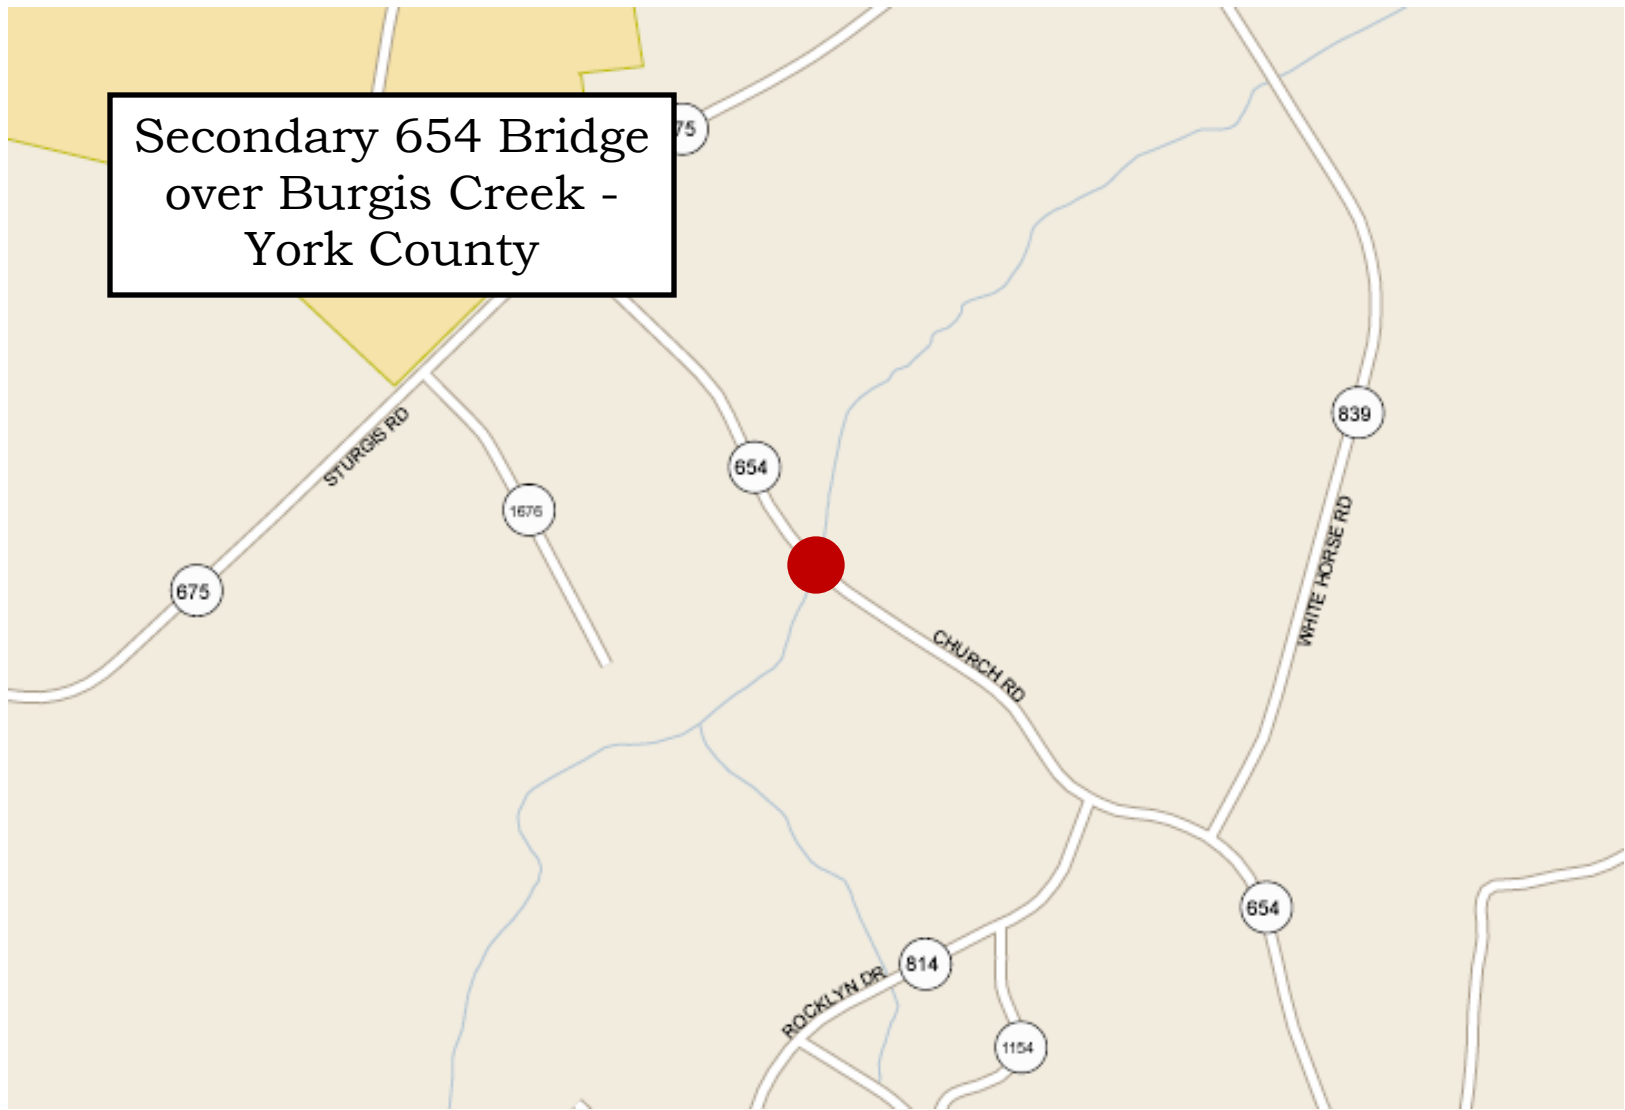 Secondary 654 Bridge
over Burgis Creek -
York County
75
839
STURGIS RD
654
1676
WHITE HORSE RD
675
CHURCH RD
654
814
ROCKLYN DR
1154